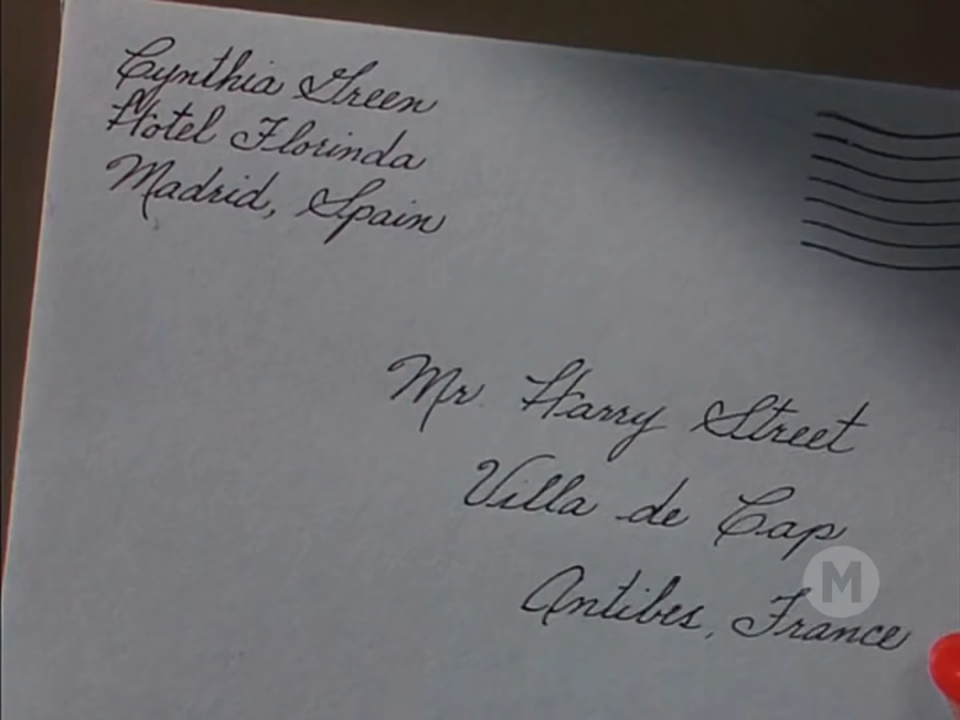 Cynthia Green
Hotel Florinda
Madrid, Spain
Mr Harry Street
Villa de Cap
Antibes, France
M